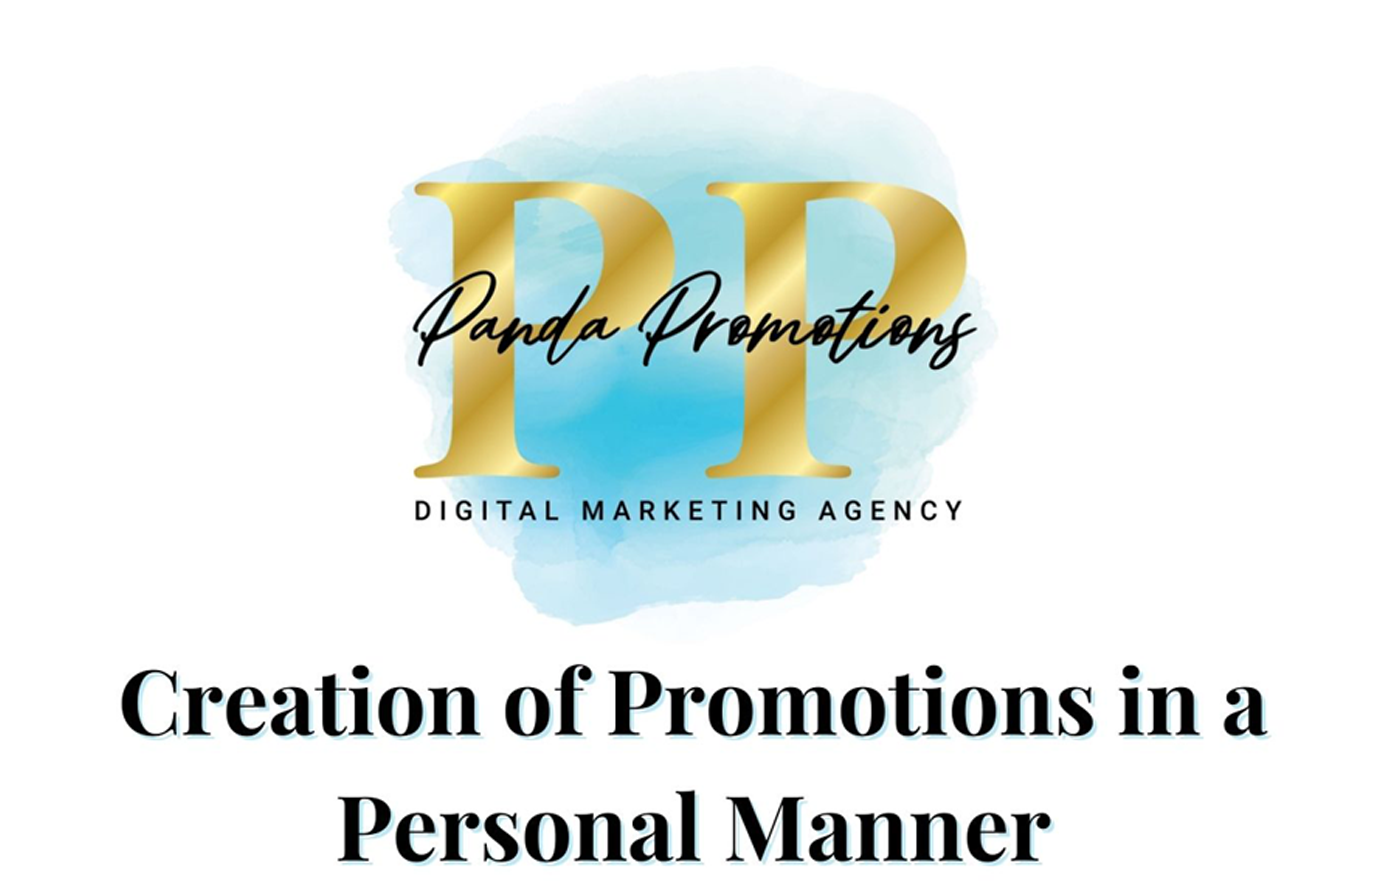 PP
Panda Promotions
DIGITAL MARKETING AGENCY
Creation of Promotions in a
Personal Manner